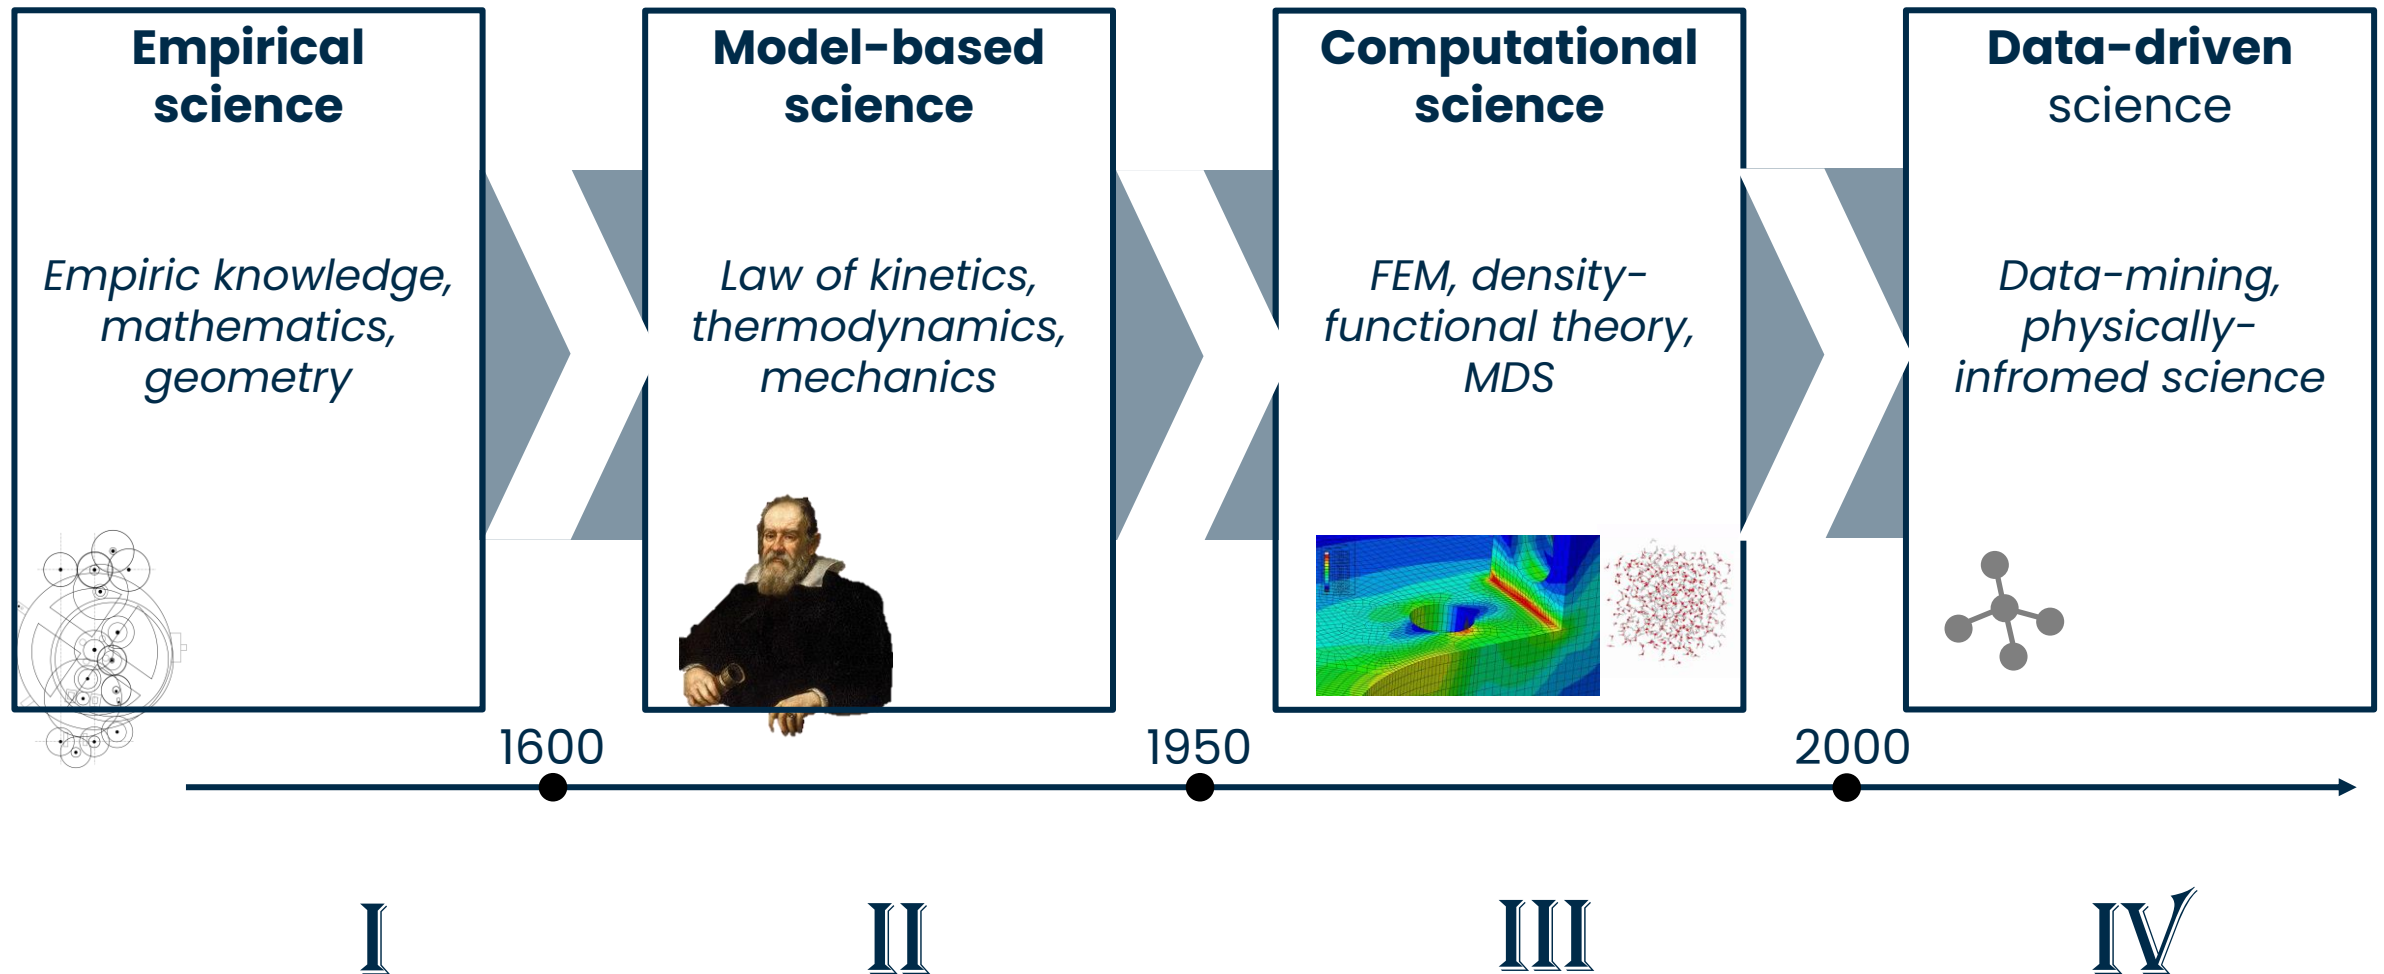 Empirical
science
Empiric knowledge,
mathematics,
geometry
Model-based
science
Law of kinetics,
thermodynamics,
mechanics
Computational
science
FEM, density-
functional theory,
MDS
Data-driven
science
Data-mining,
physically-
infromed science
1600
1950
2000
I
II
III
IV